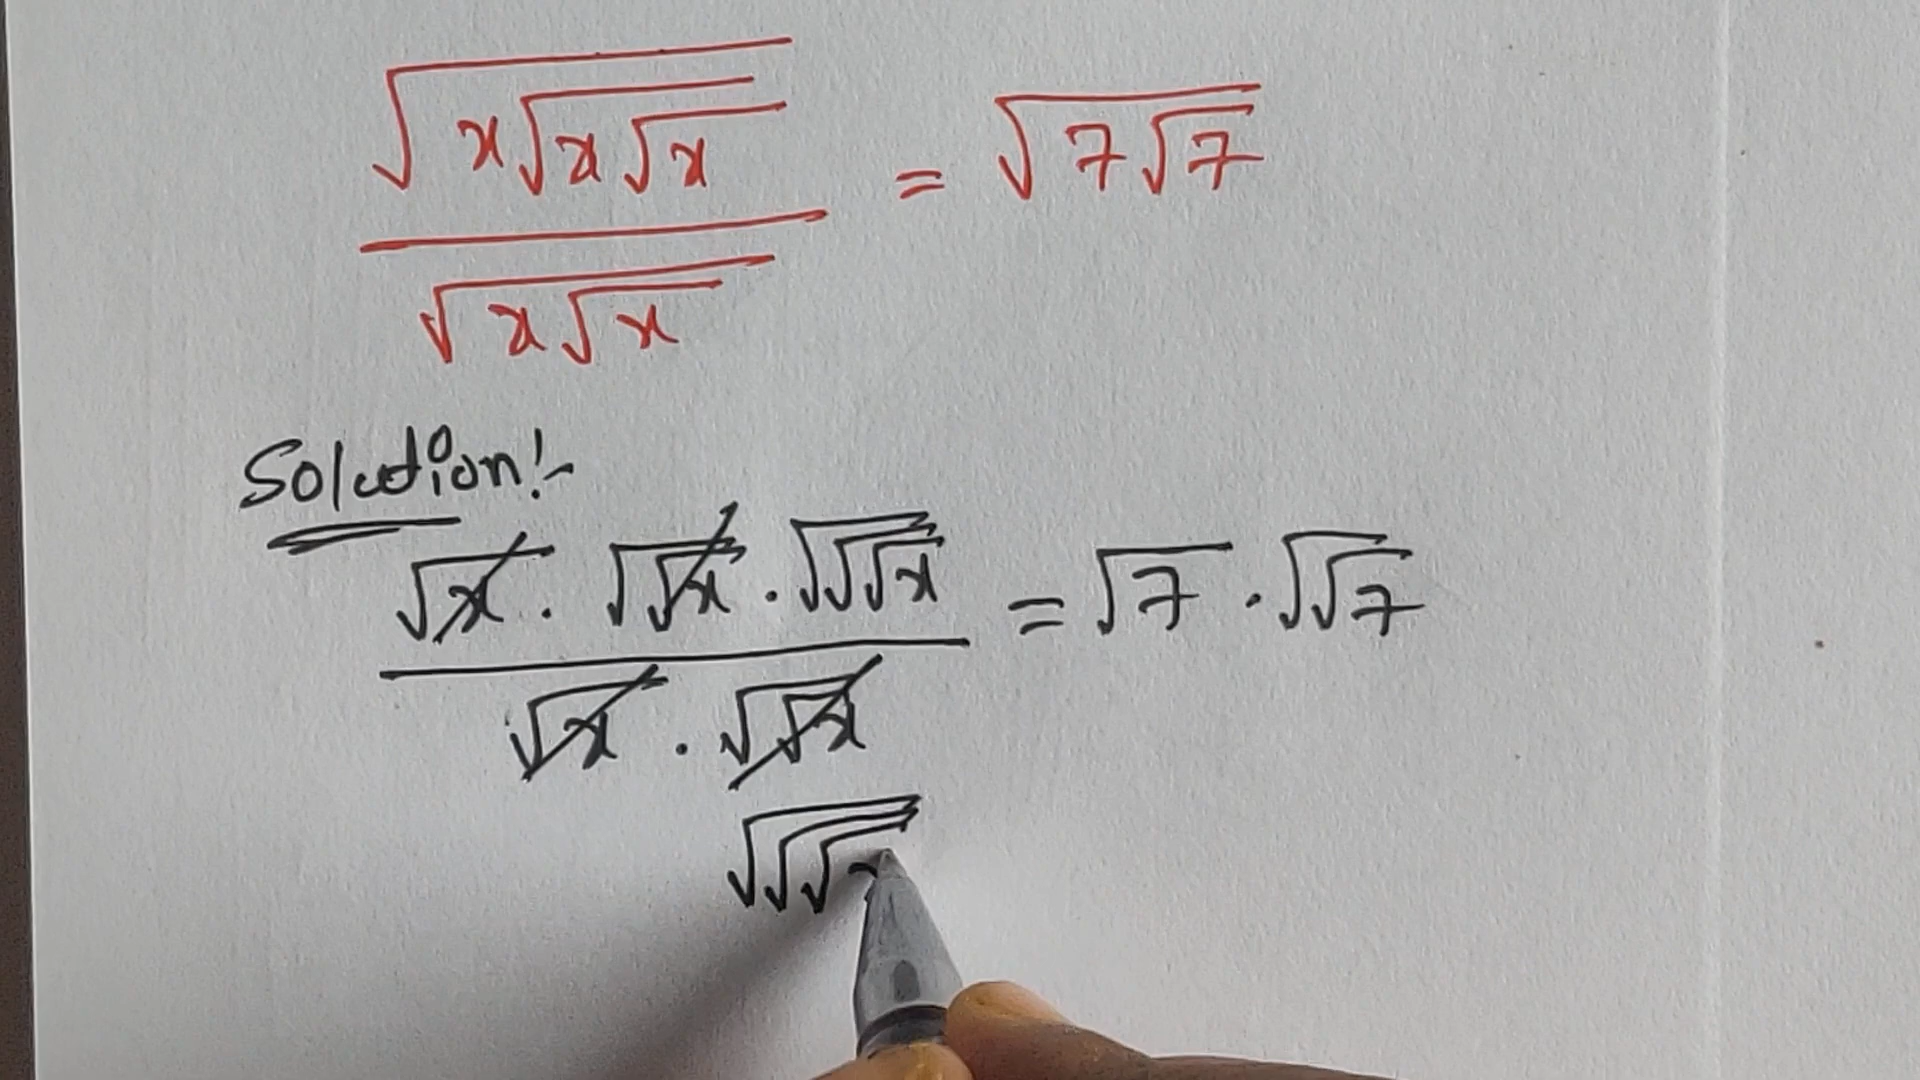 √(x√(x√x)) / √(x√x) = √(7√7)
Solution:-
√x · √√x · √√√x / √x · √√x = √7 · √√7
√√√